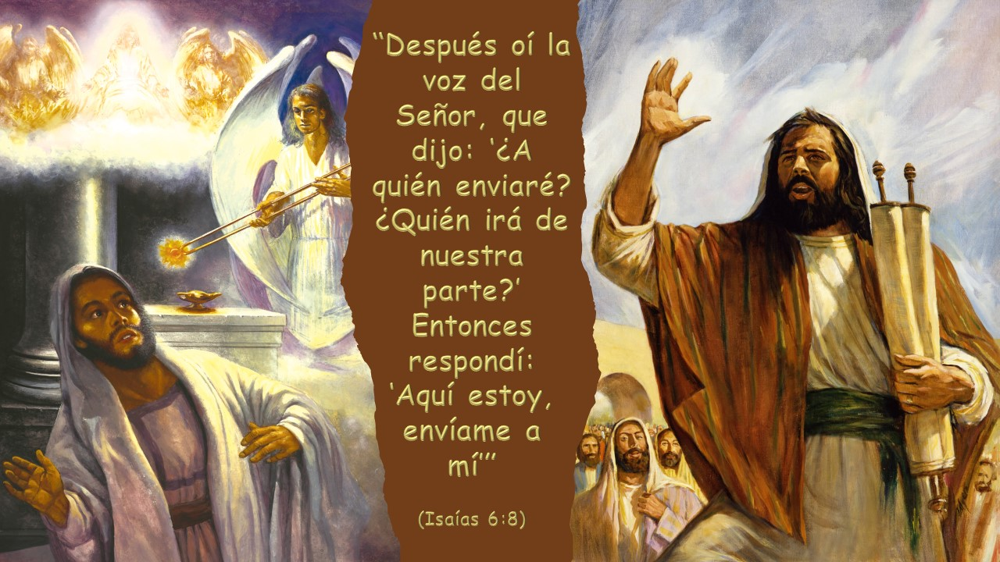 “Después oí la
voz del
Señor, que
dijo: ‘¿A
quién enviaré?
¿Quién irá de
nuestra
parte?’
Entonces
respondí:
‘Aquí estoy,
envíame a
mí’”
(Isaías 6:8)